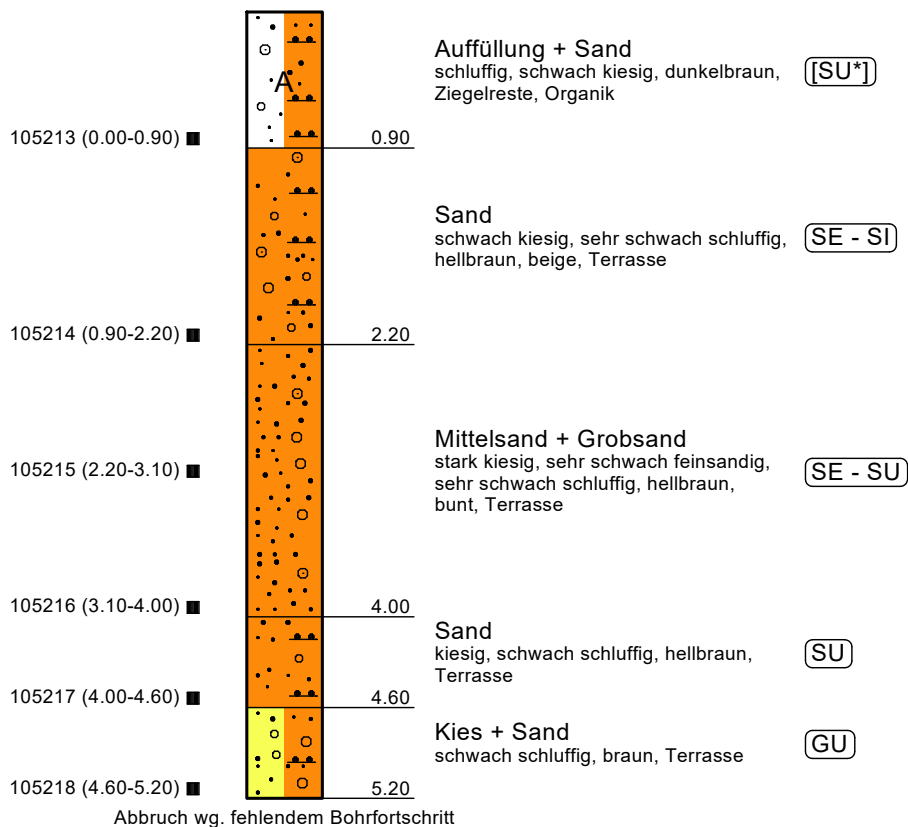 Auffüllung + Sand
schluffig, schwach kiesig, dunkelbraun,
Ziegelreste, Organik
[SU*]
A
105213 (0.00-0.90)
0.90
Sand
schwach kiesig, sehr schwach schluffig,
hellbraun, beige, Terrasse
SE - SI
105214 (0.90-2.20)
2.20
Mittelsand + Grobsand
stark kiesig, sehr schwach feinsandig,
sehr schwach schluffig, hellbraun,
bunt, Terrasse
SE - SU
105215 (2.20-3.10)
105216 (3.10-4.00)
4.00
Sand
kiesig, schwach schluffig, hellbraun,
Terrasse
SU
105217 (4.00-4.60)
4.60
Kies + Sand
schwach schluffig, braun, Terrasse
GU
105218 (4.60-5.20)
5.20
Abbruch wg. fehlendem Bohrfortschritt